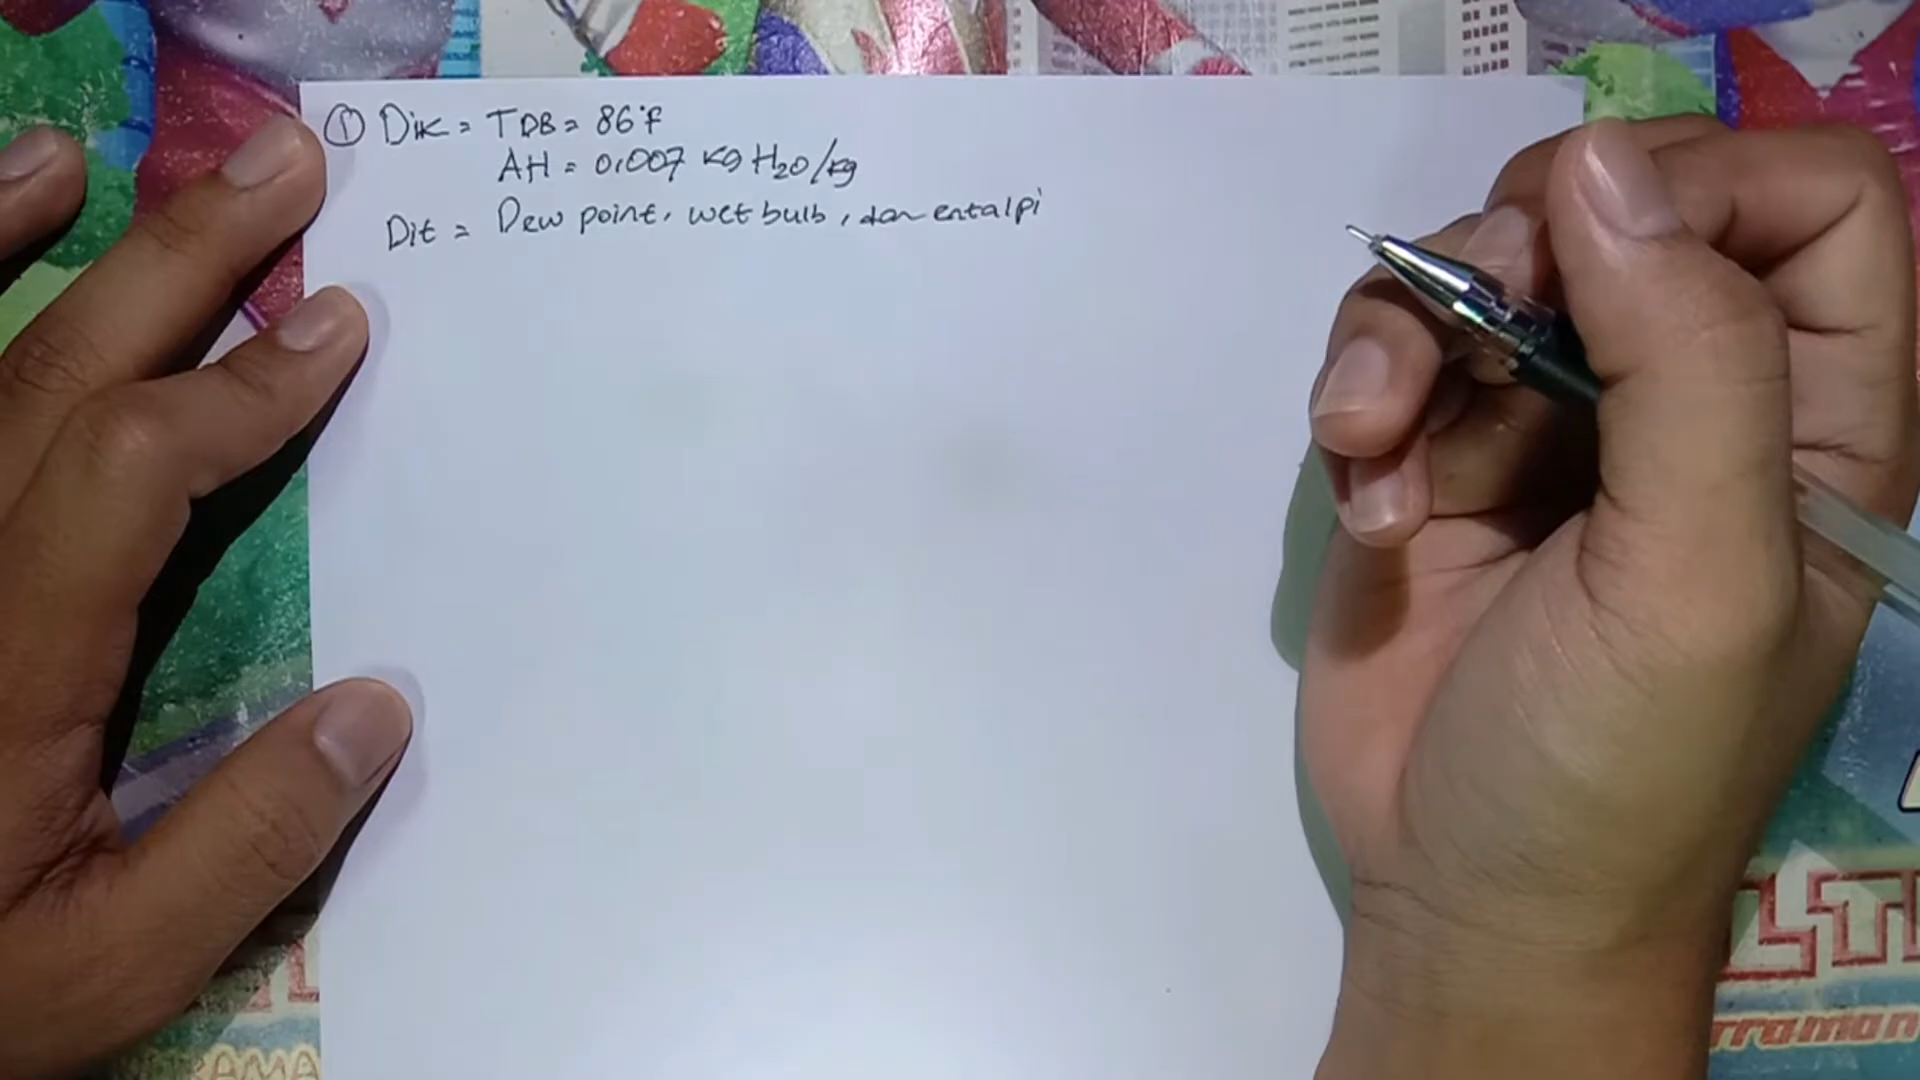 ① Dik = TDB = 86°F
AH = 0,007 kg H₂O/kg
Dit = Dew point, wet bulb, dan entalpi